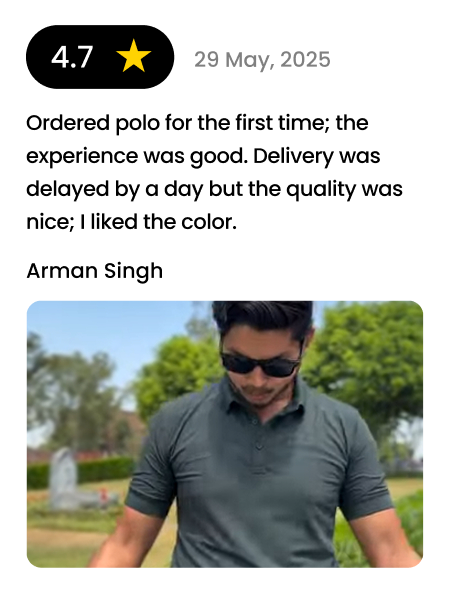 4.7
29 May, 2025
Ordered polo for the first time; the
experience was good. Delivery was
delayed by a day but the quality was
nice; I liked the color.
Arman Singh